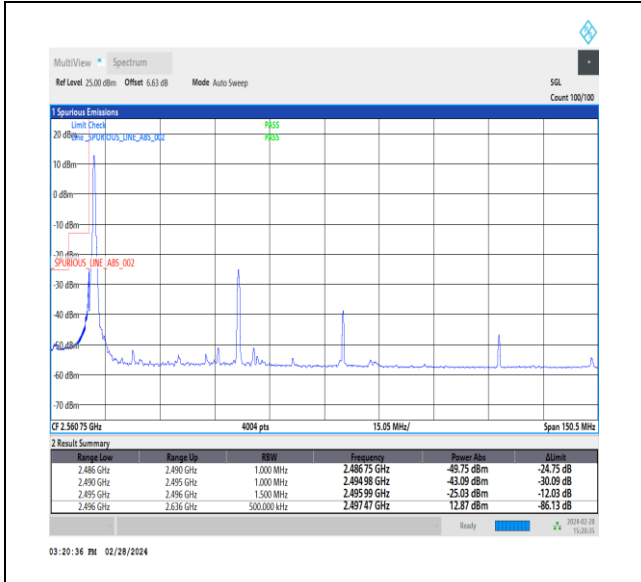 MultiView Spectrum
Ref Level 25.00 dBm Offset 6.63 dB Mode Auto Sweep SGL
Count 100/100
1 Spurious Emissions
Limit Check PASS
20 dBm
Line _SPURIOUS_LINE_ABS_002 PASS
10 dBm
0 dBm
-10 dBm
-20 dBm
_SPURIOUS_LINE_ABS_002
-30 dBm
-40 dBm
-50 dBm
-60 dBm
-70 dBm
CF 2.560 75 GHz 4004 pts 15.05 MHz/ Span 150.5 MHz
2 Result Summary
Range Low Range Up RBW Frequency Power Abs ΔLimit
2.486 GHz 2.490 GHz 1.000 MHz 2.486 75 GHz -49.75 dBm -24.75 dB
2.490 GHz 2.495 GHz 1.000 MHz 2.494 98 GHz -43.09 dBm -30.09 dB
2.495 GHz 2.496 GHz 1.500 MHz 2.495 99 GHz -25.03 dBm -12.03 dB
2.496 GHz 2.636 GHz 500.000 kHz 2.497 47 GHz 12.87 dBm -86.13 dB
Ready 2024-02-28
15:20:35
03:20:36 PM 02/28/2024